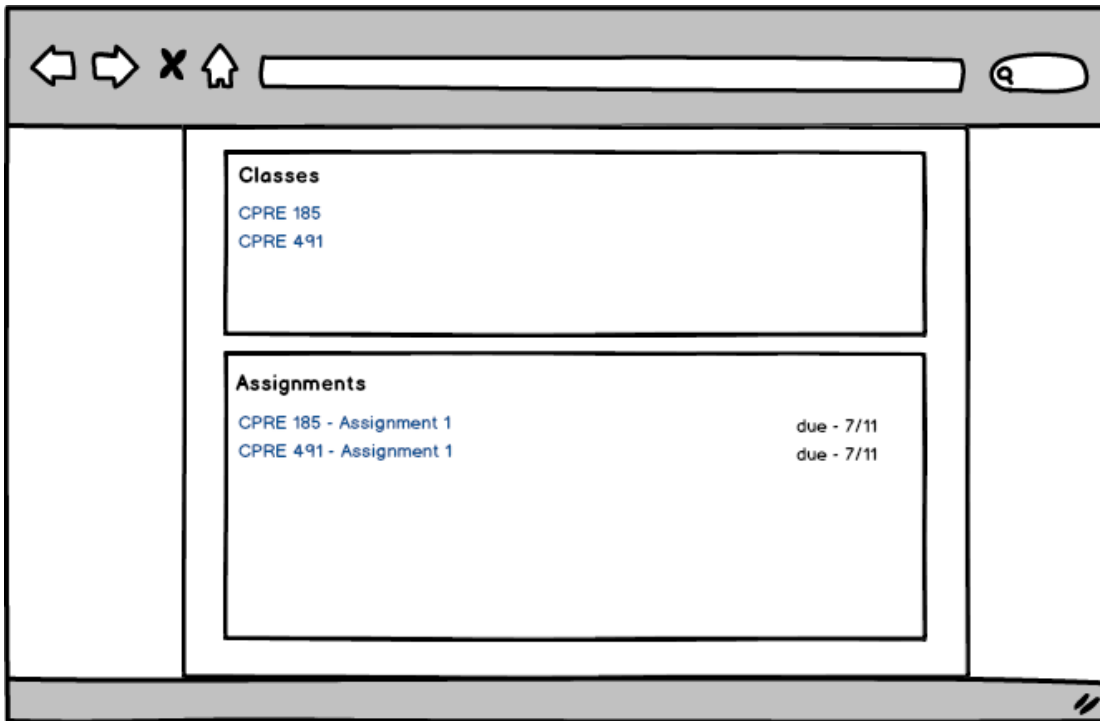 Classes
CPRE 185
CPRE 491
Assignments
CPRE 185 - Assignment 1 due - 7/11
CPRE 491 - Assignment 1 due - 7/11